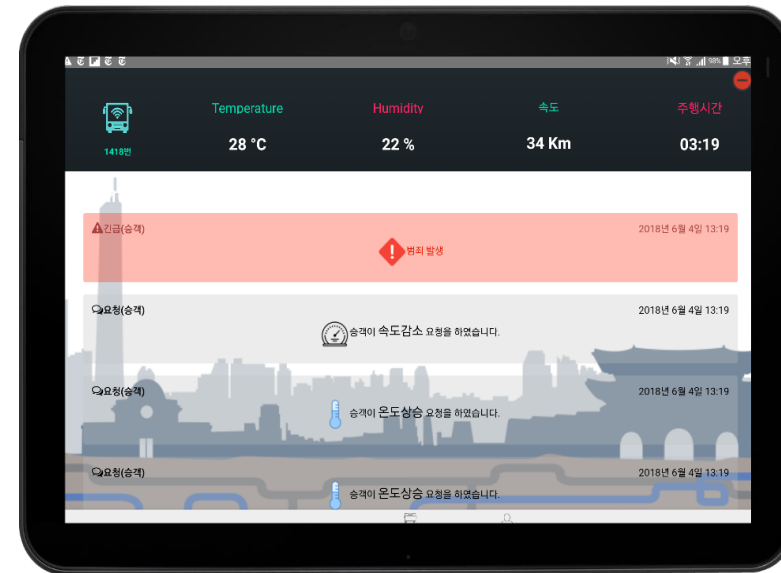 98% 오후
Temperature Humidity 속도 주행시간
1418번 28 °C 22 % 34 Km 03:19
긴급(승객) 2018년 6월 4일 13:19
범죄 발생
요청(승객) 2018년 6월 4일 13:19
승객이 속도감소 요청을 하였습니다.
요청(승객) 2018년 6월 4일 13:19
승객이 온도상승 요청을 하였습니다.
요청(승객) 2018년 6월 4일 13:19
승객이 온도상승 요청을 하였습니다.